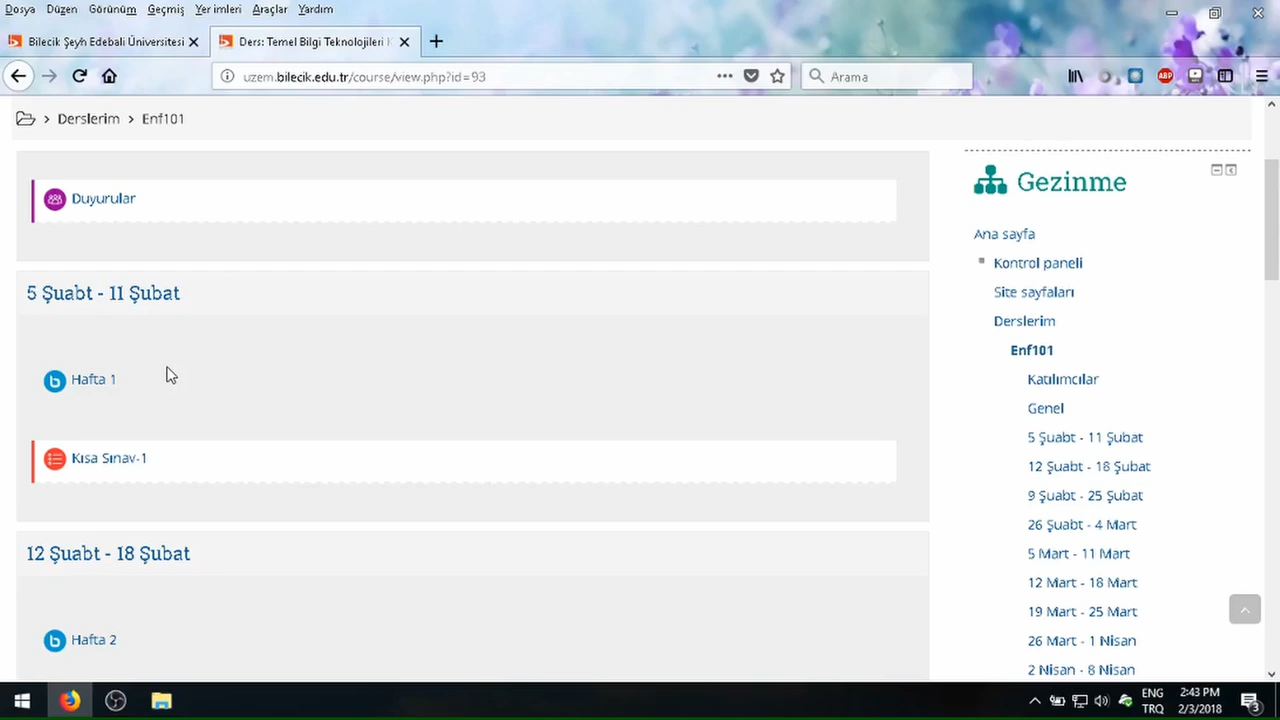 Dosya Düzen Görünüm Geçmiş Yer imleri Araçlar Yardım
Bilecik Şeyh Edebali Üniversitesi
Ders: Temel Bilgi Teknolojileri
uzem.bilecik.edu.tr/course/view.php?id=93
Arama
ABP
Derslerim > Enf101
Duyurular
5 Şuabt - 11 Şubat
Hafta 1
Kısa Sınav-1
12 Şuabt - 18 Şubat
Hafta 2
Gezinme
Ana sayfa
Kontrol paneli
Site sayfaları
Derslerim
Enf101
Katılımcılar
Genel
5 Şuabt - 11 Şubat
12 Şuabt - 18 Şubat
9 Şuabt - 25 Şubat
26 Şuabt - 4 Mart
5 Mart - 11 Mart
12 Mart - 18 Mart
19 Mart - 25 Mart
26 Mart - 1 Nisan
2 Nisan - 8 Nisan
ENG
TRQ
2:43 PM
2/3/2018
3